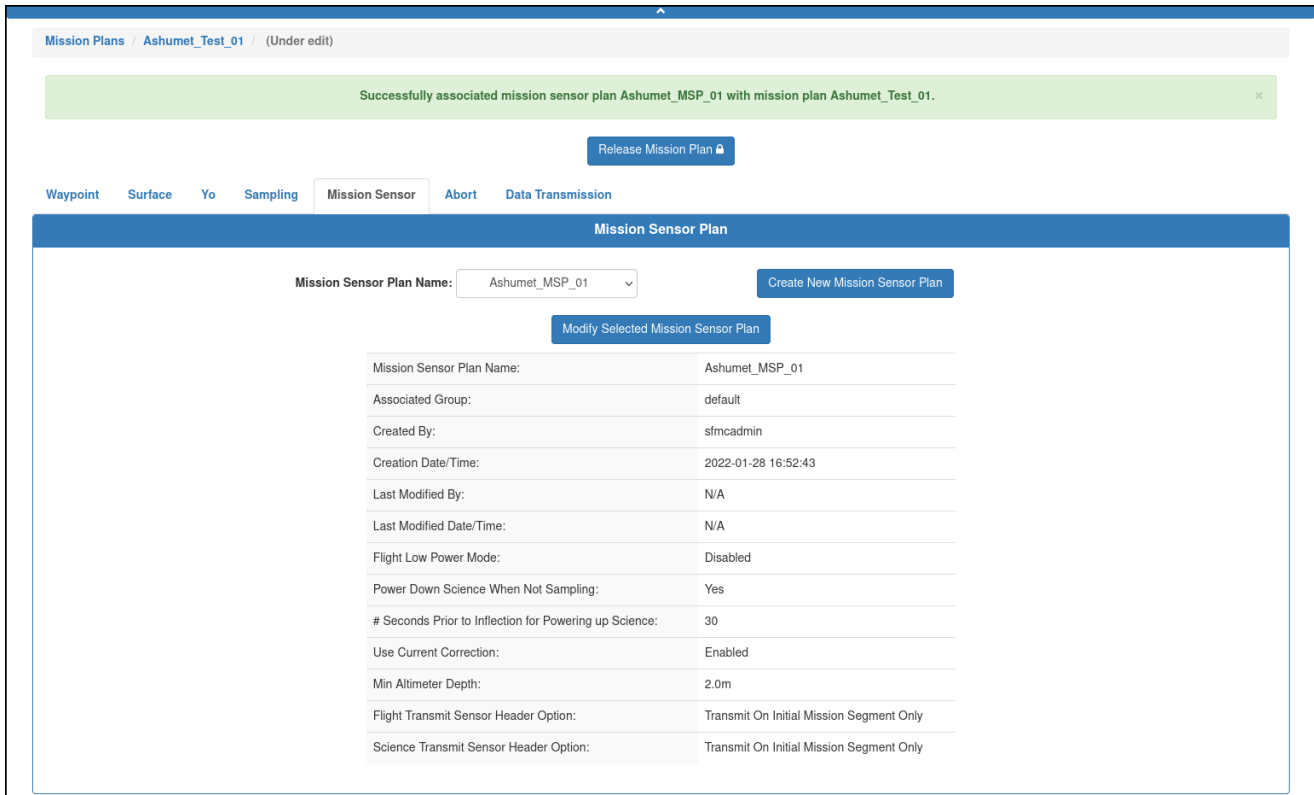 Mission Plans / Ashumet_Test_01 / (Under edit)
Successfully associated mission sensor plan Ashumet_MSP_01 with mission plan Ashumet_Test_01. ×
Release Mission Plan
Waypoint Surface Yo Sampling Mission Sensor Abort Data Transmission
Mission Sensor Plan
Mission Sensor Plan Name: Ashumet_MSP_01 Create New Mission Sensor Plan
Modify Selected Mission Sensor Plan
Mission Sensor Plan Name: Ashumet_MSP_01
Associated Group: default
Created By: sfmcadmin
Creation Date/Time: 2022-01-28 16:52:43
Last Modified By: N/A
Last Modified Date/Time: N/A
Flight Low Power Mode: Disabled
Power Down Science When Not Sampling: Yes
# Seconds Prior to Inflection for Powering up Science: 30
Use Current Correction: Enabled
Min Altimeter Depth: 2.0m
Flight Transmit Sensor Header Option: Transmit On Initial Mission Segment Only
Science Transmit Sensor Header Option: Transmit On Initial Mission Segment Only